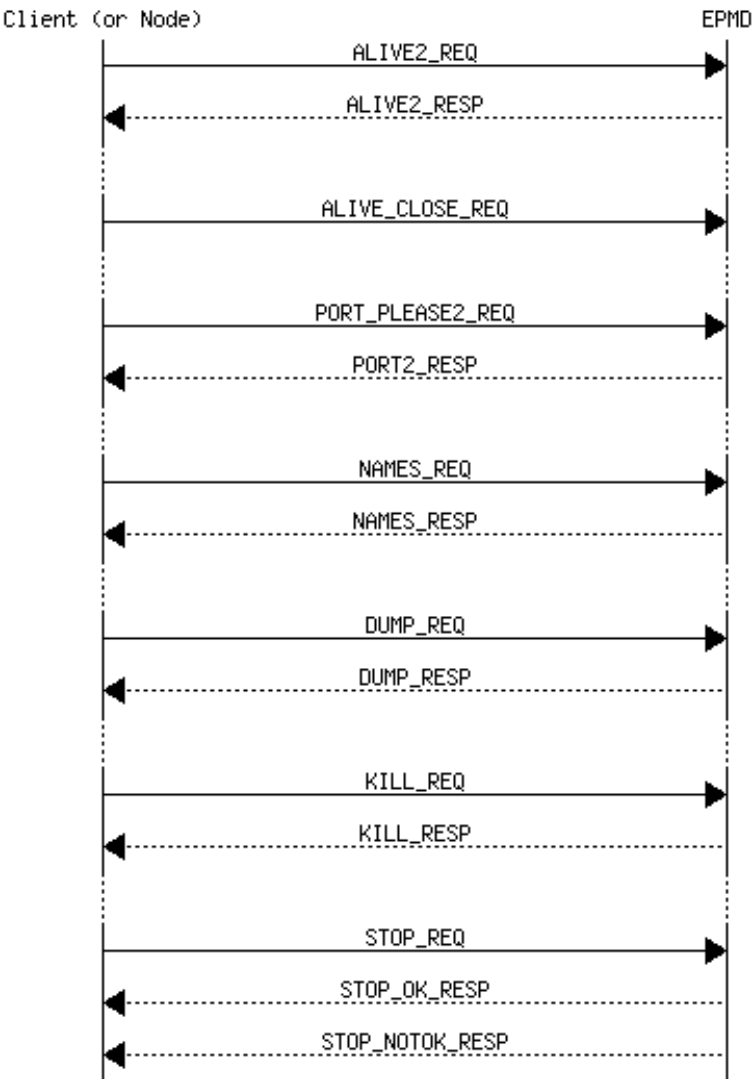 Client (or Node) EPMD
ALIVE2_REQ
ALIVE2_RESP
ALIVE_CLOSE_REQ
PORT_PLEASE2_REQ
PORT2_RESP
NAMES_REQ
NAMES_RESP
DUMP_REQ
DUMP_RESP
KILL_REQ
KILL_RESP
STOP_REQ
STOP_OK_RESP
STOP_NOTOK_RESP